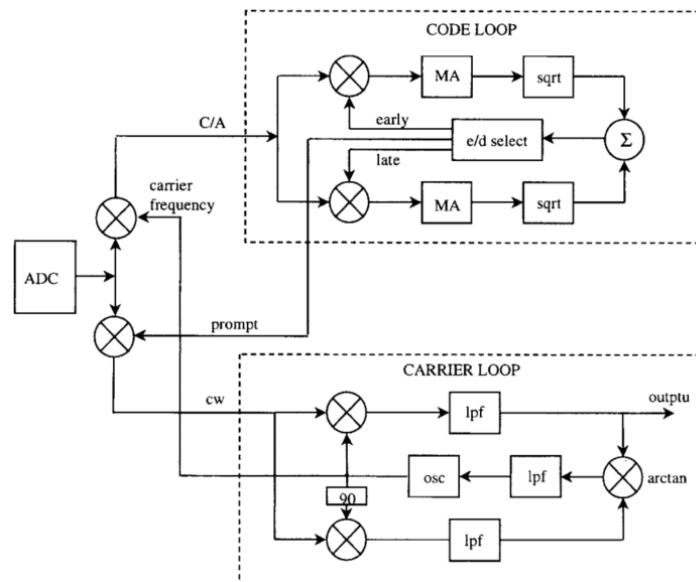 CODE LOOP
MA
sqrt
C/A
early
e/d select
Σ
late
carrier
frequency
MA
sqrt
ADC
prompt
CARRIER LOOP
cw
lpf
outptu
osc
lpf
arctan
90
lpf